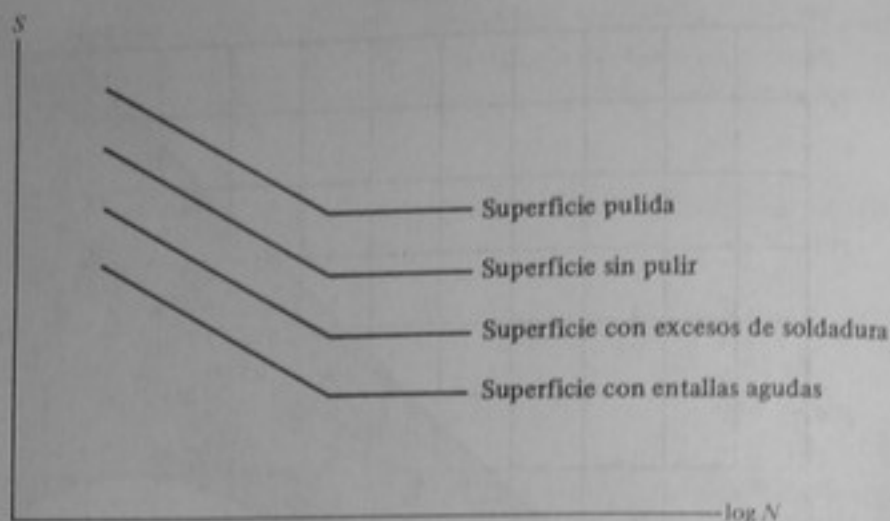 S
Superficie pulida
Superficie sin pulir
Superficie con excesos de soldadura
Superficie con entallas agudas
log N